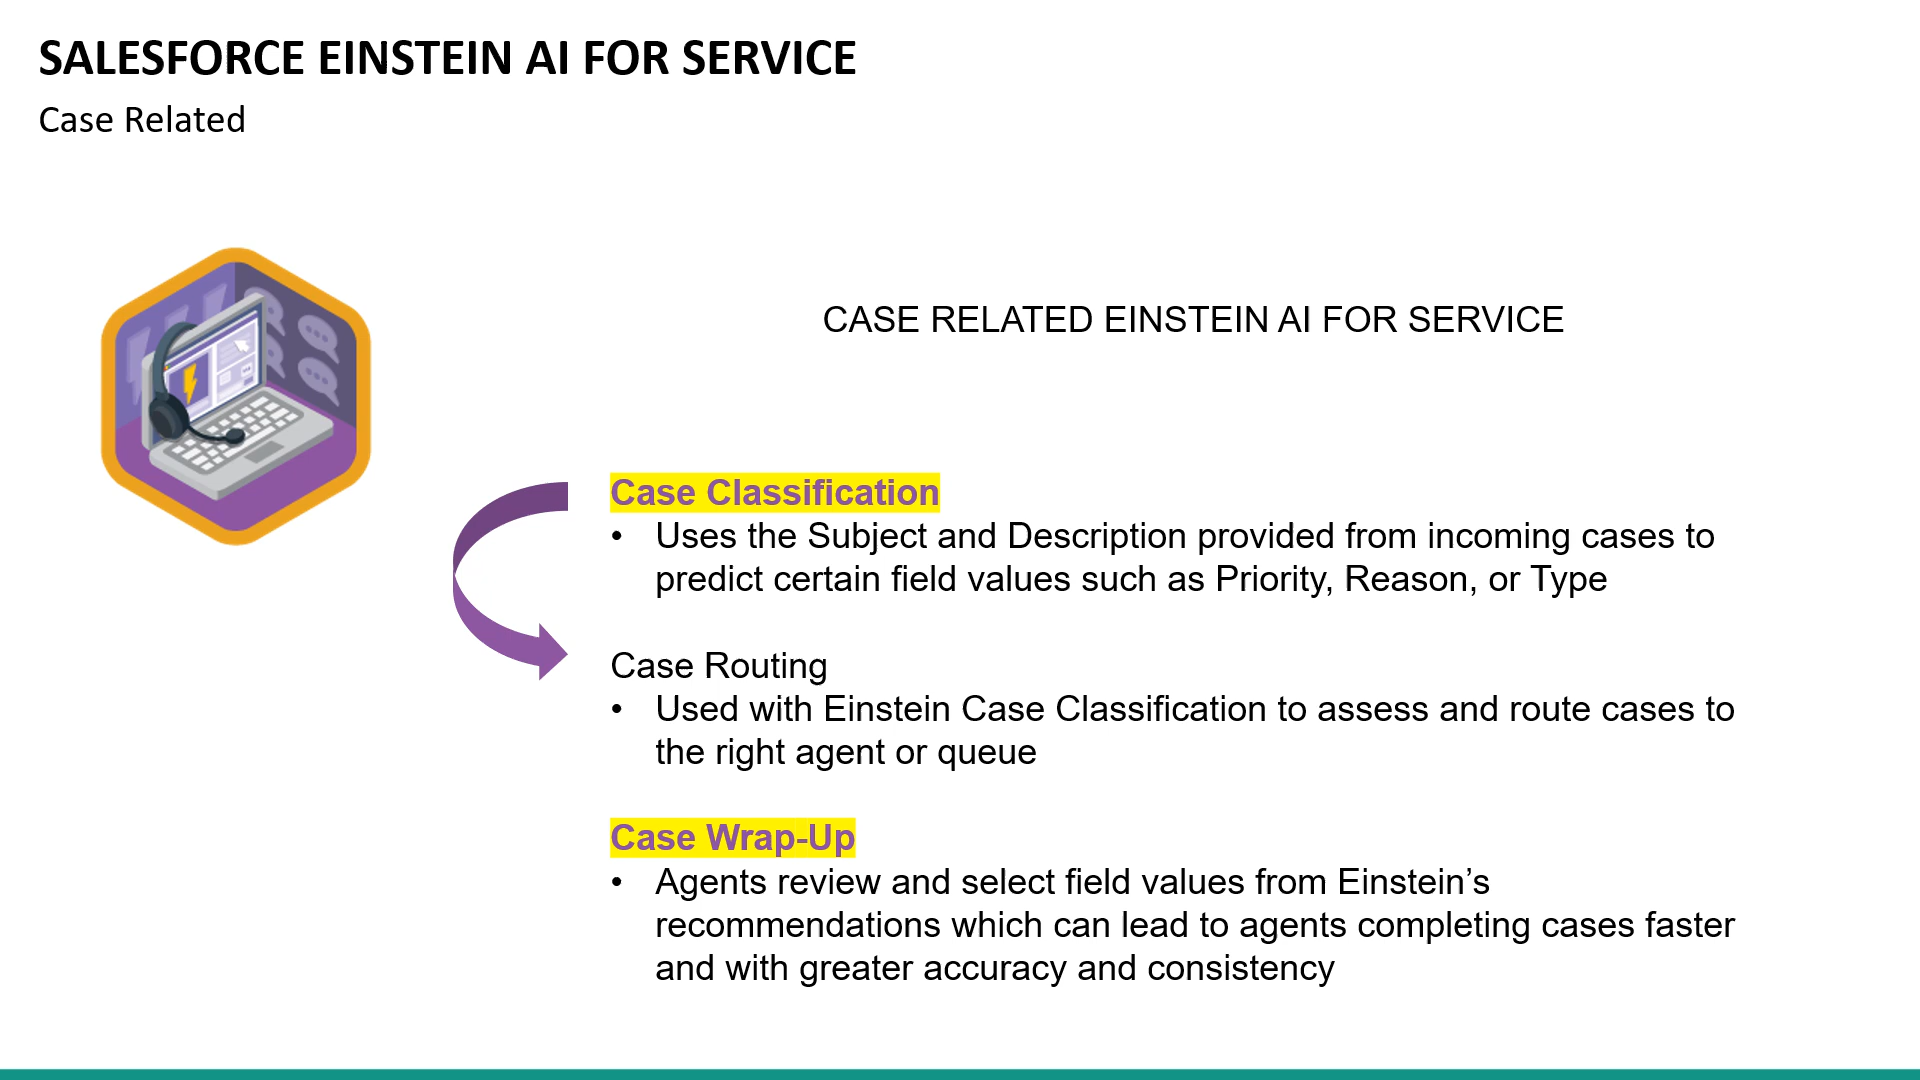 SALESFORCE EINSTEIN AI FOR SERVICE
Case Related
CASE RELATED EINSTEIN AI FOR SERVICE
Case Classification
• Uses the Subject and Description provided from incoming cases to
predict certain field values such as Priority, Reason, or Type
Case Routing
• Used with Einstein Case Classification to assess and route cases to
the right agent or queue
Case Wrap-Up
• Agents review and select field values from Einstein’s
recommendations which can lead to agents completing cases faster
and with greater accuracy and consistency